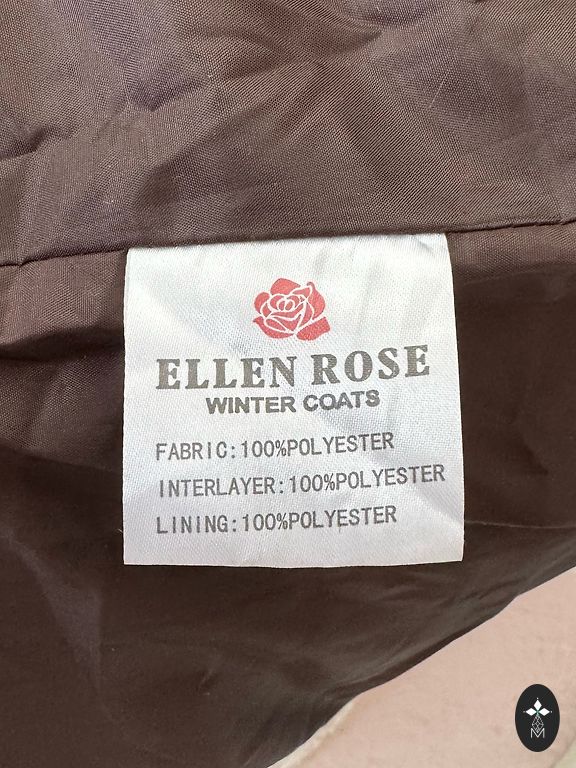 ELLEN ROSE
WINTER COATS
FABRIC:100%POLYESTER
INTERLAYER:100%POLYESTER
LINING:100%POLYESTER
M